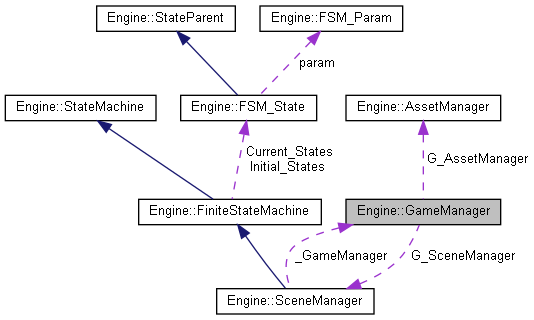 Engine::StateParent
Engine::FSM_Param
param
Engine::StateMachine
Engine::FSM_State
Engine::AssetManager
Current_States
Initial_States
G_AssetManager
Engine::FiniteStateMachine
Engine::GameManager
_GameManager
G_SceneManager
Engine::SceneManager